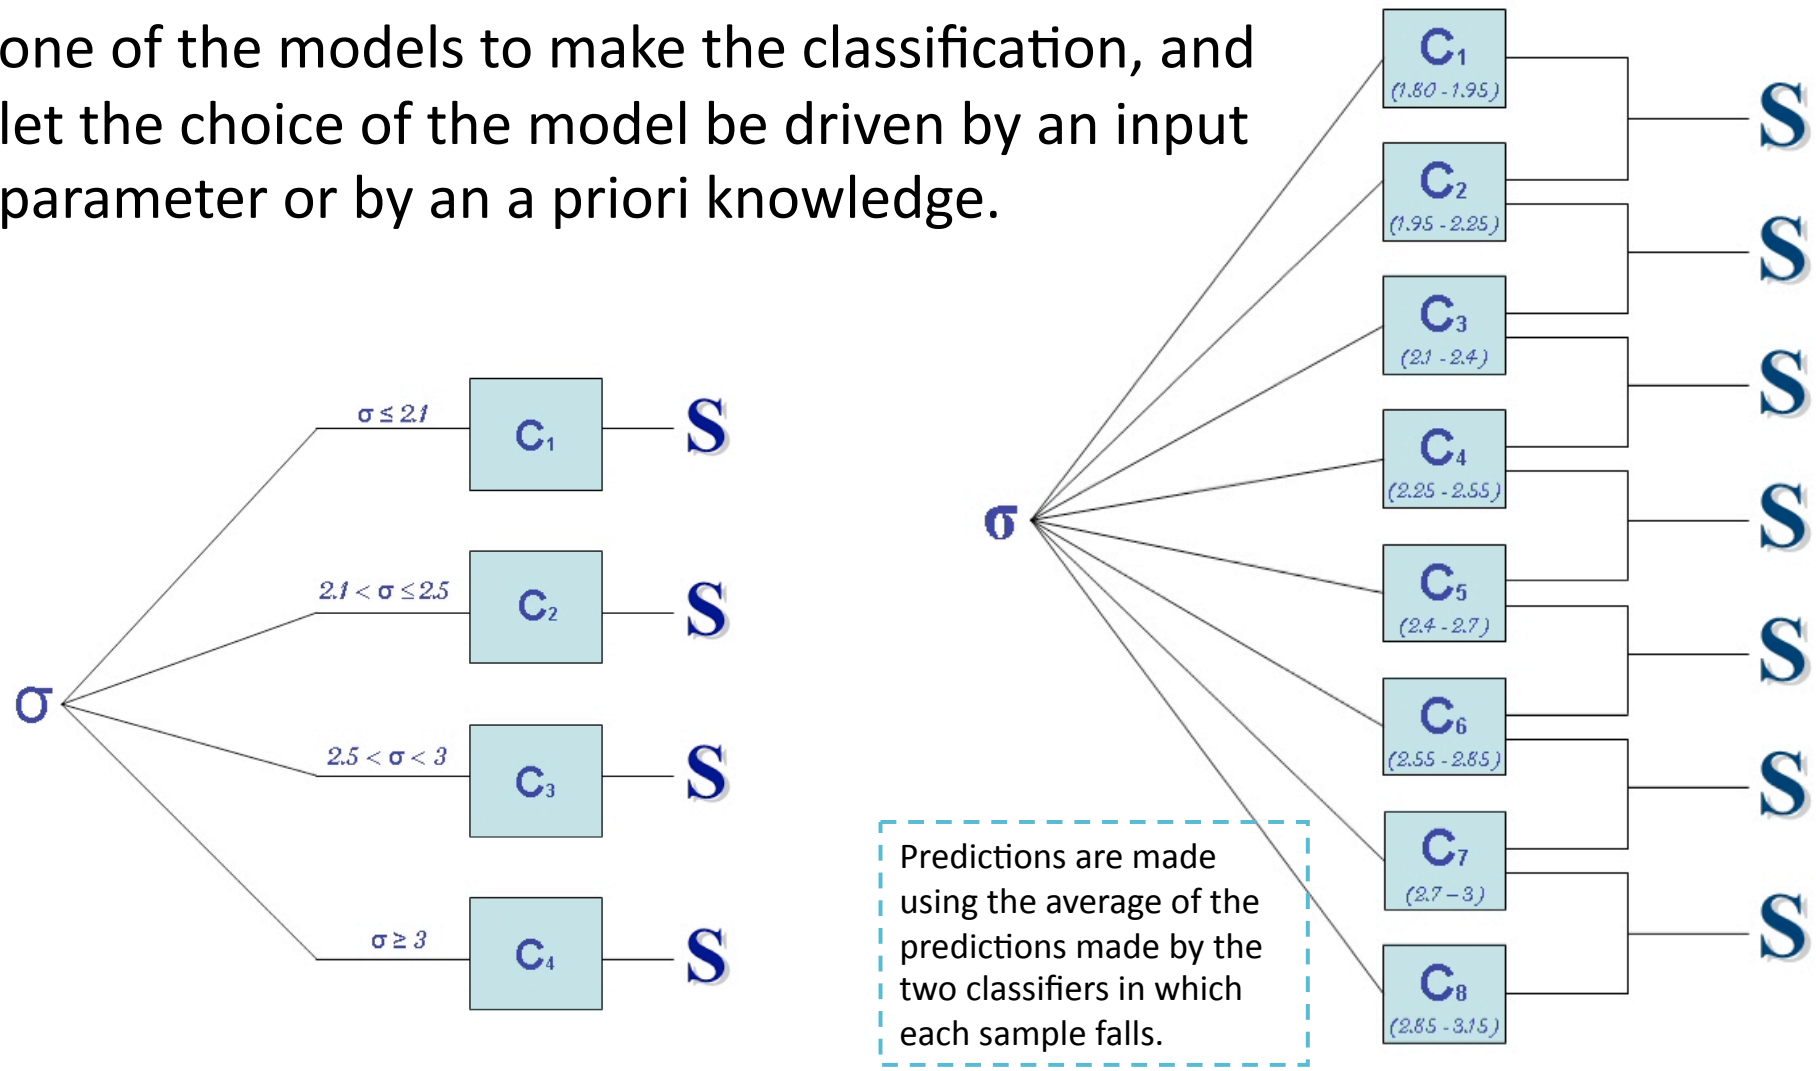 one of the models to make the classification, and
let the choice of the model be driven by an input
parameter or by an a priori knowledge.
σ
σ ≤ 2.1
C₁
S
2.1 < σ ≤ 2.5
C₂
S
2.5 < σ < 3
C₃
S
σ ≥ 3
C₄
S
σ
C₁
(1.80 - 1.95)
C₂
(1.95 - 2.25)
C₃
(2.1 - 2.4)
C₄
(2.25 - 2.55)
C₅
(2.4 - 2.7)
C₆
(2.55 - 2.85)
C₇
(2.7 – 3)
C₈
(2.85 - 3.15)
S
S
S
S
S
S
S
Predictions are made
using the average of the
predictions made by the
two classifiers in which
each sample falls.